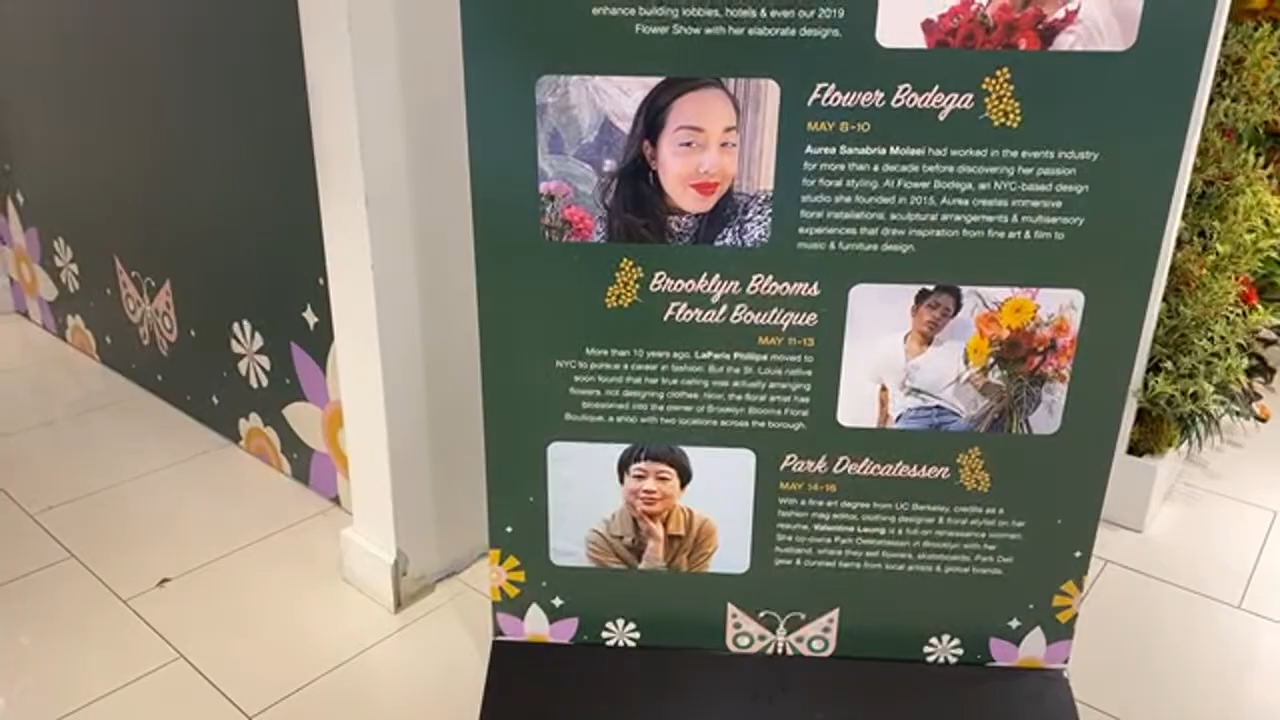 enhance building lobbies, hotels & even our 2019
Flower Show with her elaborate designs.
Flower Bodega
MAY 8-10
Aurea Sanabria Molaei had worked in the events industry
for more than a decade before discovering her passion
for floral styling. At Flower Bodega, an NYC-based design
studio she founded in 2015, Aurea creates immersive
floral installations, sculptural arrangements & multisensory
experiences that draw inspiration from fine art & film to
music & furniture design.
Brooklyn Blooms
Floral Boutique
MAY 11-13
More than 10 years ago, LaParis Phillips moved to
NYC to pursue a career in fashion. But the St. Louis native
soon found that her true calling was actually arranging
flowers, not designing clothes. Now, the floral artist has
blossomed into the owner of Brooklyn Blooms Floral
Boutique, a shop with two locations across the borough.
Park Delicatessen
MAY 14-16
With a fine art degree from UC Berkeley, credits as a
fashion mag editor, clothing designer & floral stylist on her
resume, Valentine Leung is a full-on renaissance woman.
She co-owns Park Delicatessen in Brooklyn with her
husband, where they sell flowers, skateboards, Park Deli
gear & curated items from local artists & global brands.